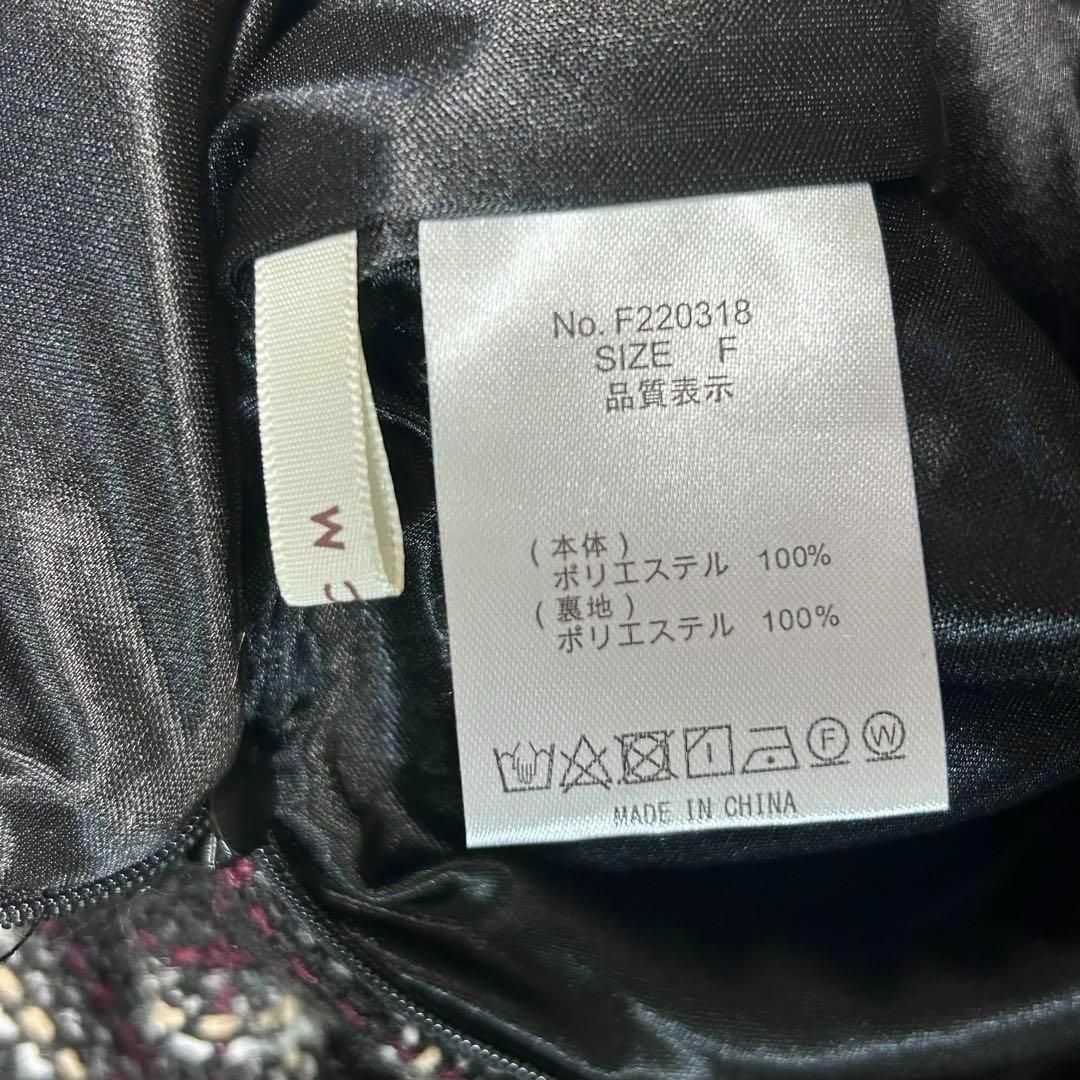 No. F220318
SIZE F
品質表示
(本体)
ポリエステル 100%
(裏地)
ポリエステル 100%
F W
MADE IN CHINA
M